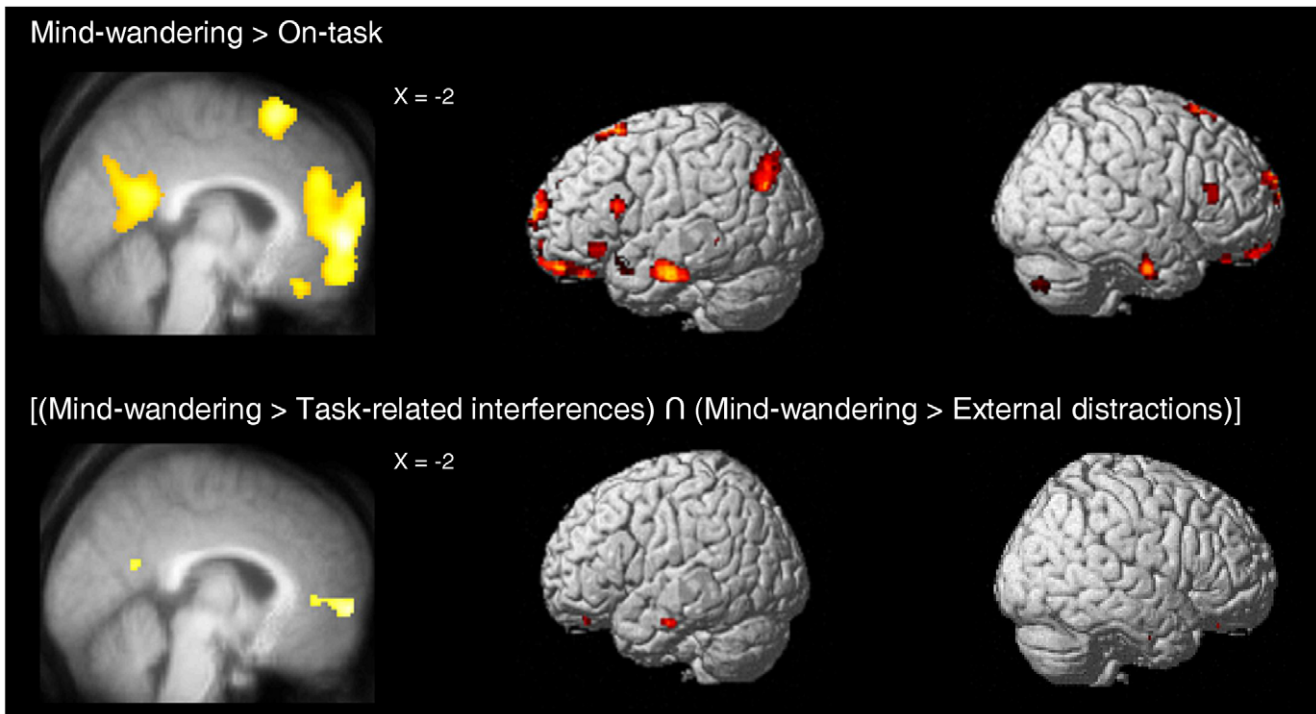 Mind-wandering > On-task
X = -2
[(Mind-wandering > Task-related interferences) ∩ (Mind-wandering > External distractions)]
X = -2